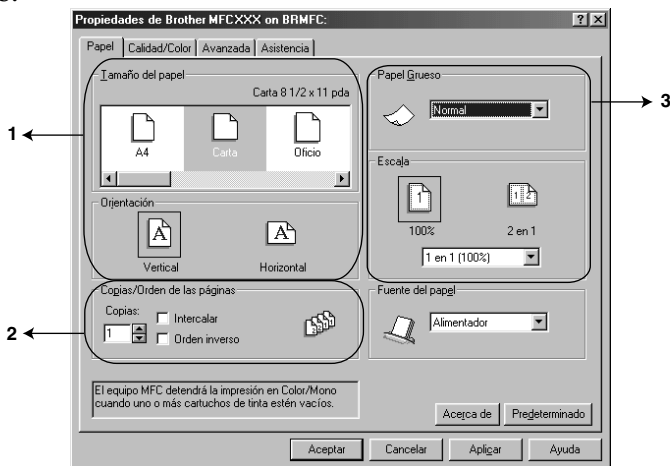 Propiedades de Brother MFCXXX on BRMFC:
Papel Calidad/Color Avanzada Asistencia
Tamaño del papel
Carta 8 1/2 x 11 pda
A4 Carta Oficio
Orientación
A A
Vertical Horizontal
Copias/Orden de las páginas
Copias:
1
Intercalar
Orden inverso
Papel Grueso
Normal
Escala
1 1 2
100% 2 en 1
1 en 1 (100%)
Fuente del papel
Alimentador
El equipo MFC detendrá la impresión en Color/Mono
cuando uno o más cartuchos de tinta estén vacíos.
Acerca de Predeterminado
Aceptar Cancelar Aplicar Ayuda
1
2
3